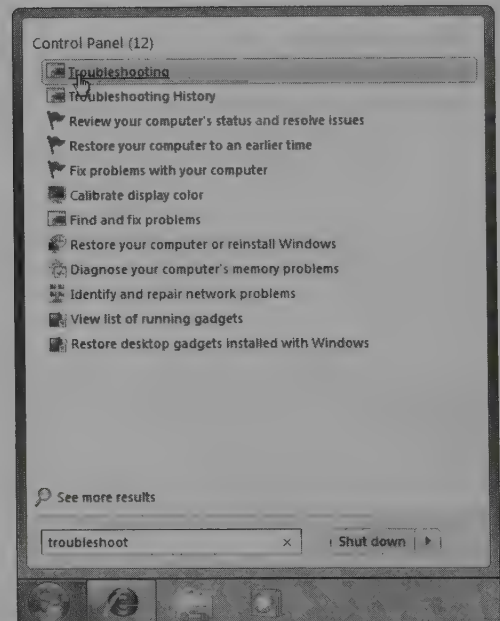 Control Panel (12)
Troubleshooting
Troubleshooting History
Review your computer's status and resolve issues
Restore your computer to an earlier time
Fix problems with your computer
Calibrate display color
Find and fix problems
Restore your computer or reinstall Windows
Diagnose your computer's memory problems
Identify and repair network problems
View list of running gadgets
Restore desktop gadgets installed with Windows
See more results
troubleshoot
Shut down